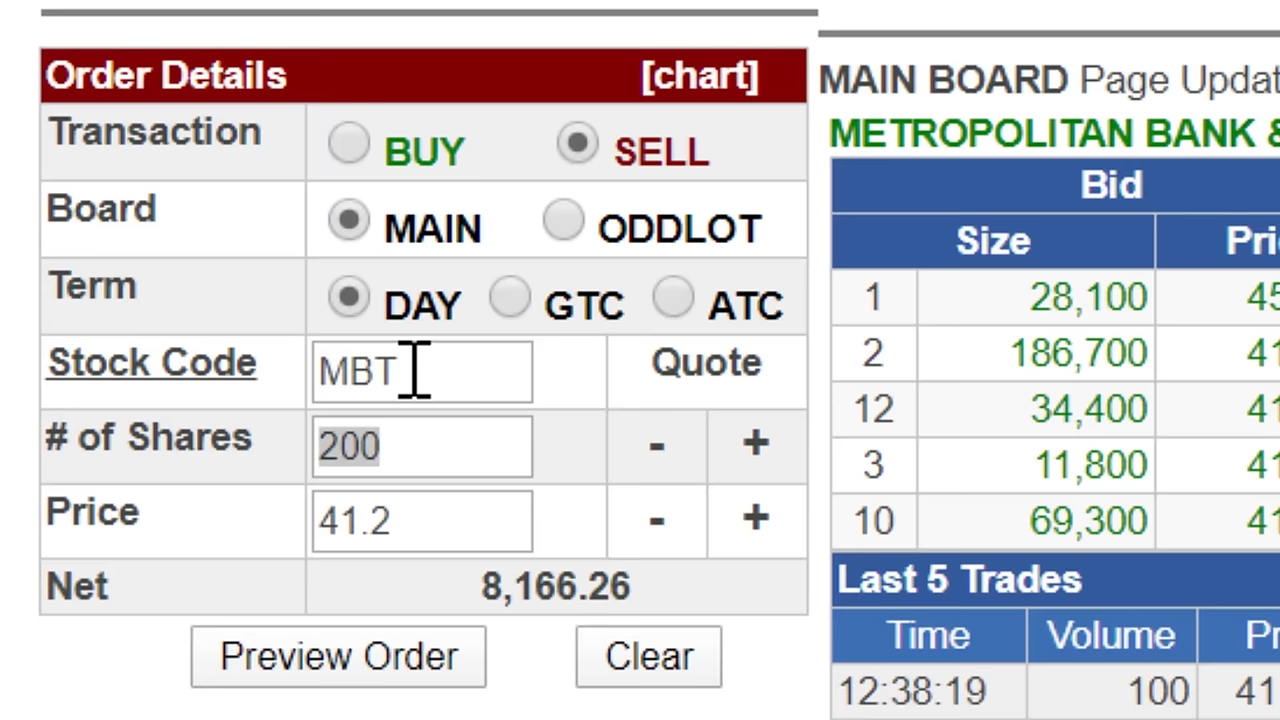 Order Details [chart]
Transaction BUY SELL
Board MAIN ODDLOT
Term DAY GTC ATC
Stock Code MBT Quote
# of Shares 200 - +
Price 41.2 - +
Net 8,166.26
Preview Order Clear
MAIN BOARD Page
METROPOLITAN BANK &
Bid
Size
1 28,100
2 186,700
12 34,400
3 11,800
10 69,300
Last 5 Trades
Time Volume
12:38:19 100